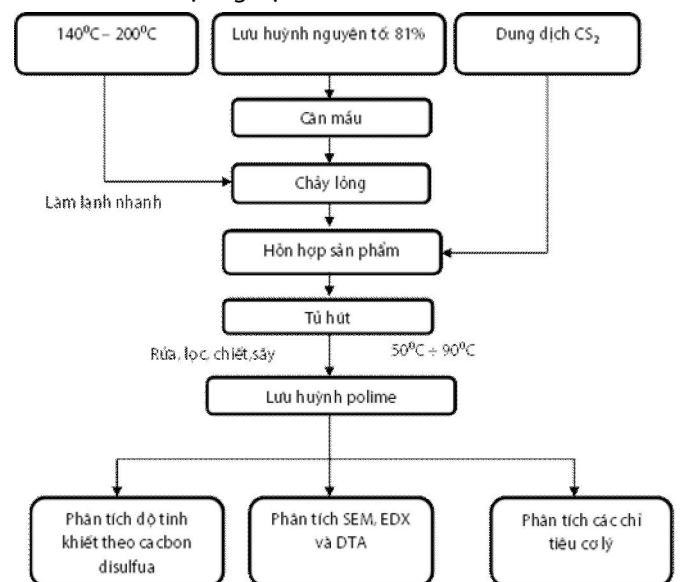 140⁰C – 200⁰C
Lưu huỳnh nguyên tố: 81%
Dung dịch CS₂
Cân mẫu
Chảy lỏng
Làm lạnh nhanh
Hỗn hợp sản phẩm
Tủ hút
Rửa, lọc, chiết,sấy
50⁰C ÷ 90⁰C
Lưu huỳnh polime
Phân tích độ tinh
khiết theo cacbon
disulfua
Phân tích SEM, EDX
và DTA
Phân tích các chỉ
tiêu cơ lý